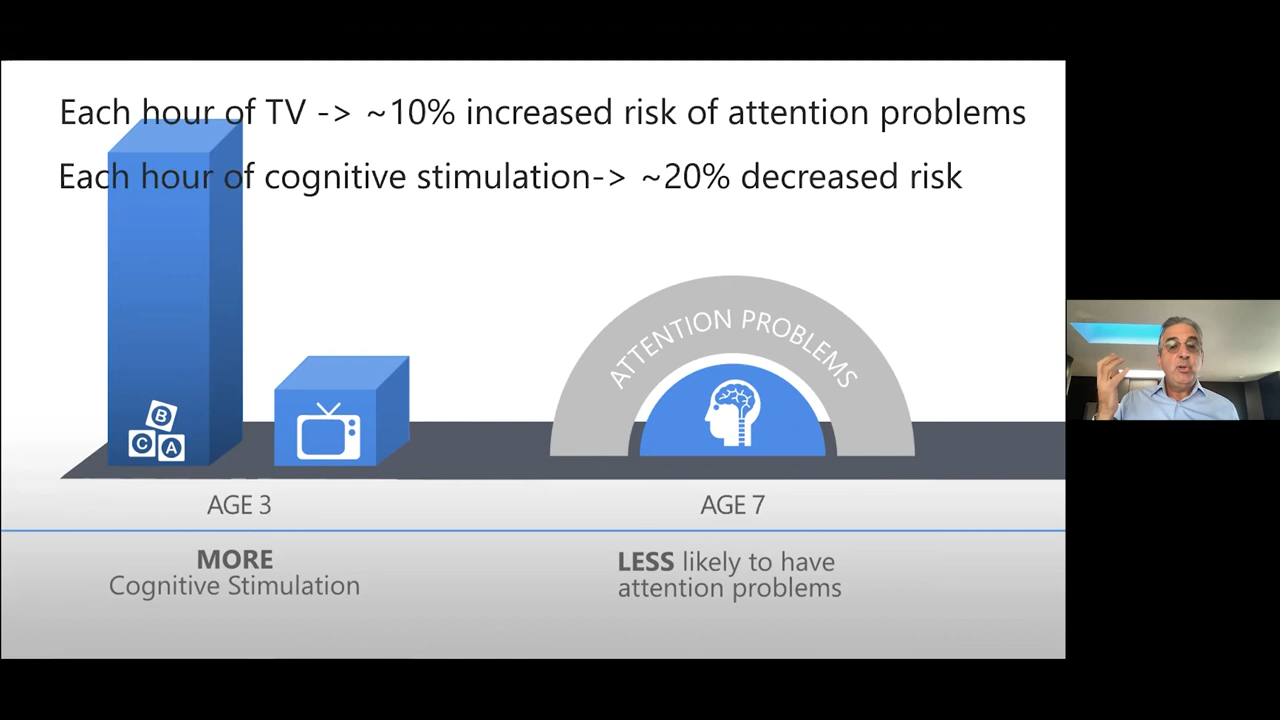 Each hour of TV -> ~10% increased risk of attention problems
Each hour of cognitive stimulation-> ~20% decreased risk
ATTENTION PROBLEMS
B
C A
AGE 3
AGE 7
MORE
Cognitive Stimulation
LESS likely to have
attention problems